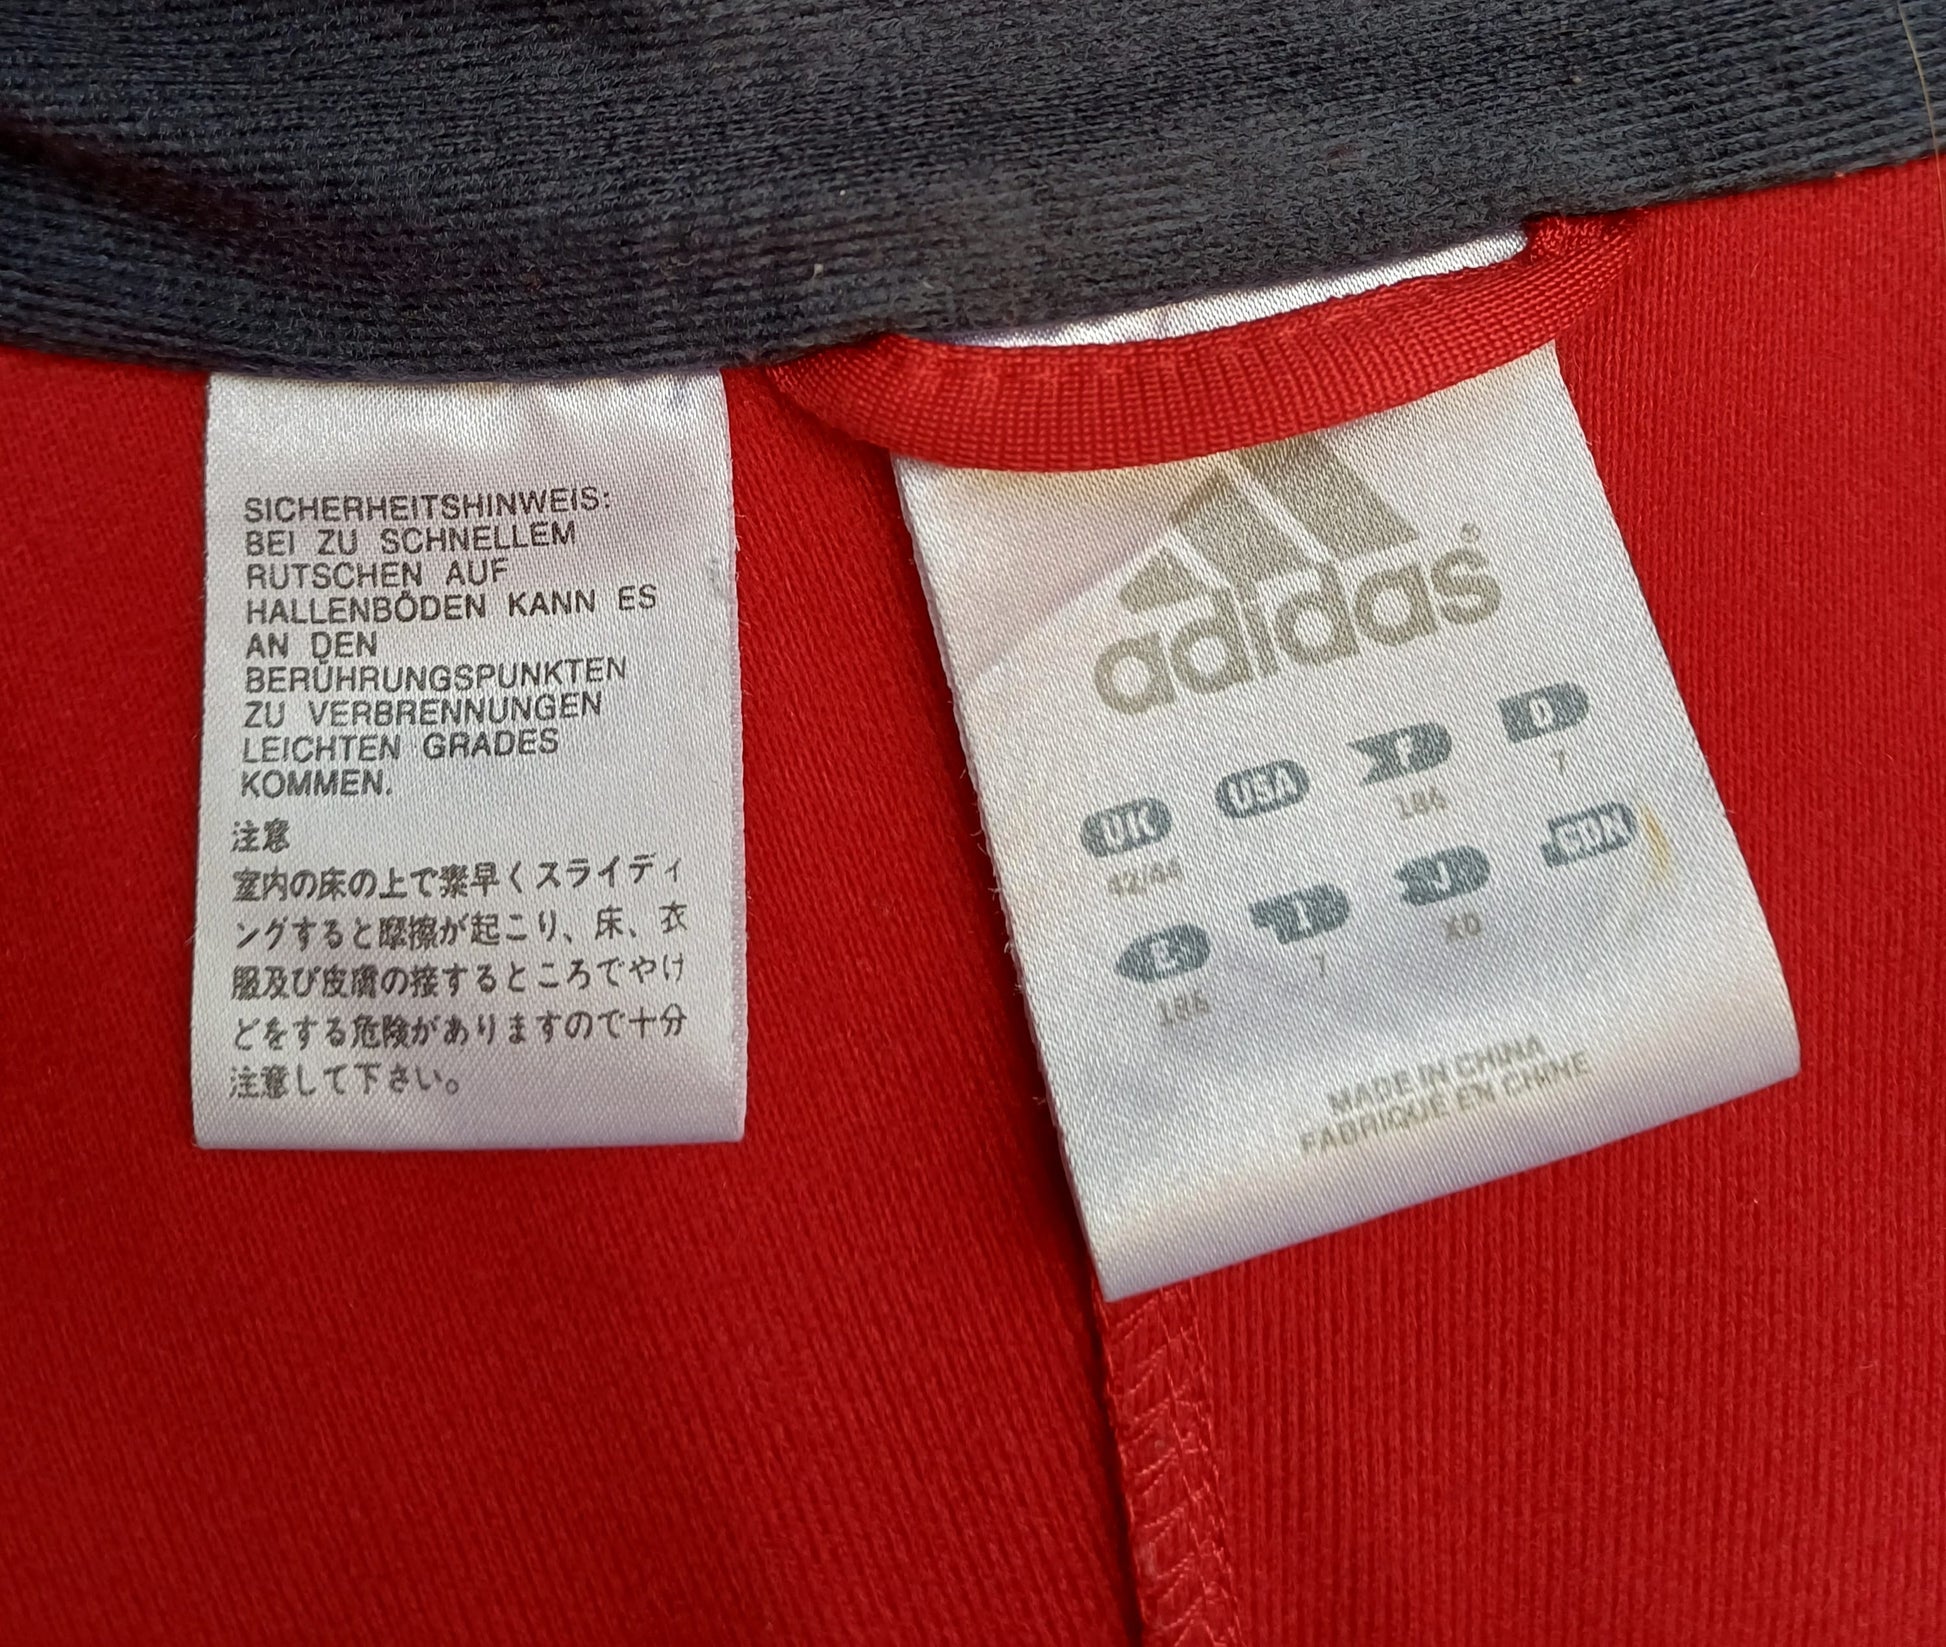 SICHERHEITSHINWEIS:
BEI ZU SCHNELLEM
RUTSCHEN AUF
HALLENBÖDEN KANN ES
AN DEN
BERÜHRUNGSPUNKTEN
ZU VERBRENNUNGEN
LEICHTEN GRADES
KOMMEN.
注意
室内の床の上で素早くスライディ
ングすると摩擦が起こり、床、衣
服及び皮膚の接するところでやけ
どをする危険がありますので十分
注意して下さい。
adidas®
UK USA F D
42/44 186 7
E I J CDN
186 7 XO
MADE IN CHINA
FABRIQUE EN CHINE